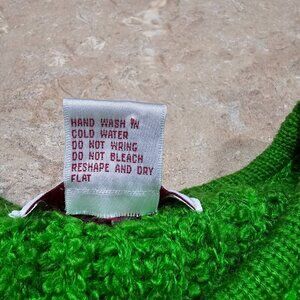 HAND WASH IN
COLD WATER
DO NOT WRING
DO NOT BLEACH
RESHAPE AND DRY
FLAT